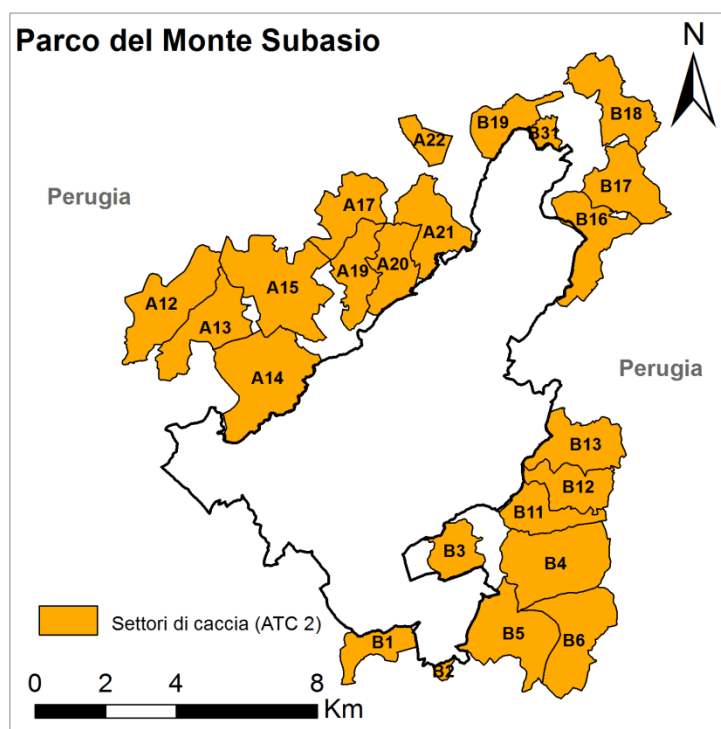 Parco del Monte Subasio
N
B18
B19
B31
A22
B17
Perugia
A17
B16
A21
A19
A20
A15
A12
A13
Perugia
A14
B13
B12
B11
B3
B4
Settori di caccia (ATC 2)
B1
B5
B6
B2
0 2 4 8
Km